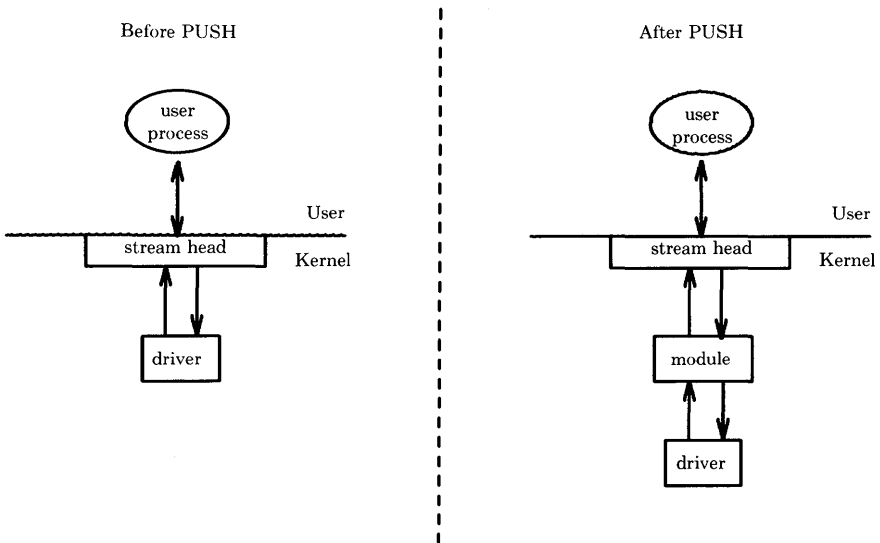 Before PUSH
user
process
User
stream head
Kernel
driver
After PUSH
user
process
User
stream head
Kernel
module
driver